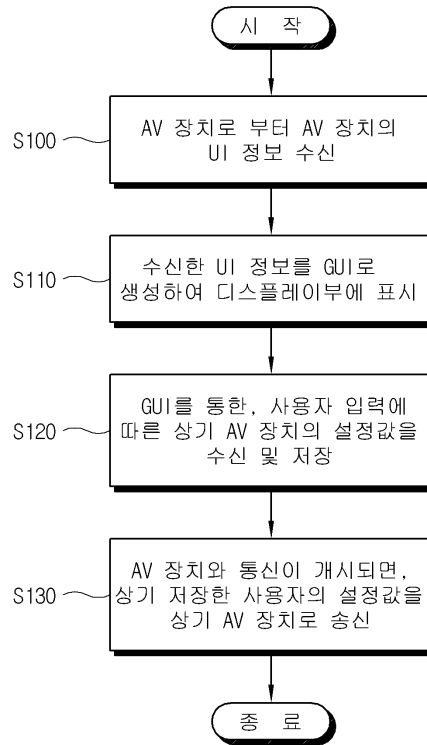 시 작
S100
AV 장치로 부터 AV 장치의
UI 정보 수신
S110
수신한 UI 정보를 GUI로
생성하여 디스플레이부에 표시
S120
GUI를 통한, 사용자 입력에
따른 상기 AV 장치의 설정값을
수신 및 저장
S130
AV 장치와 통신이 개시되면,
상기 저장한 사용자의 설정값을
상기 AV 장치로 송신
종 료